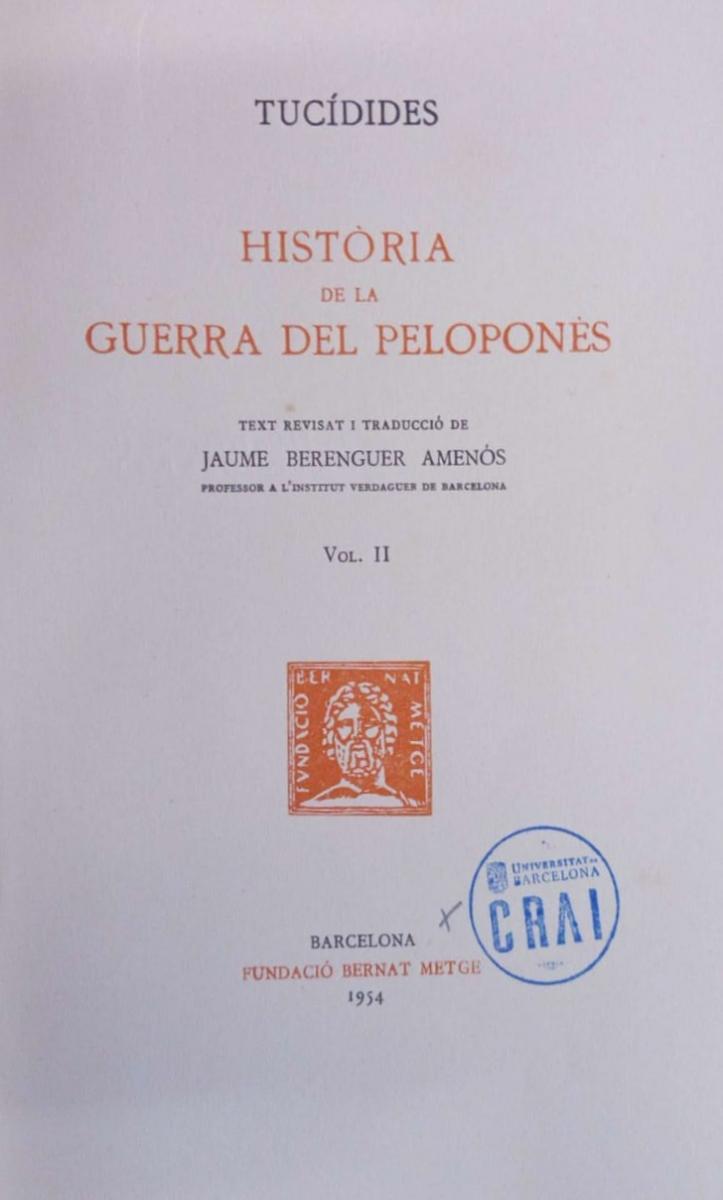 TUCÍDIDES
HISTÒRIA
DE LA
GUERRA DEL PELOPONÈS
TEXT REVISAT I TRADUCCIÓ DE
JAUME BERENGUER AMENÓS
PROFESSOR A L'INSTITUT VERDAGUER DE BARCELONA
VOL. II
FVNDACIO BERNAT METGE
UNIVERSITAT DE
BARCELONA
CRAI
BARCELONA
FUNDACIÓ BERNAT METGE
1954